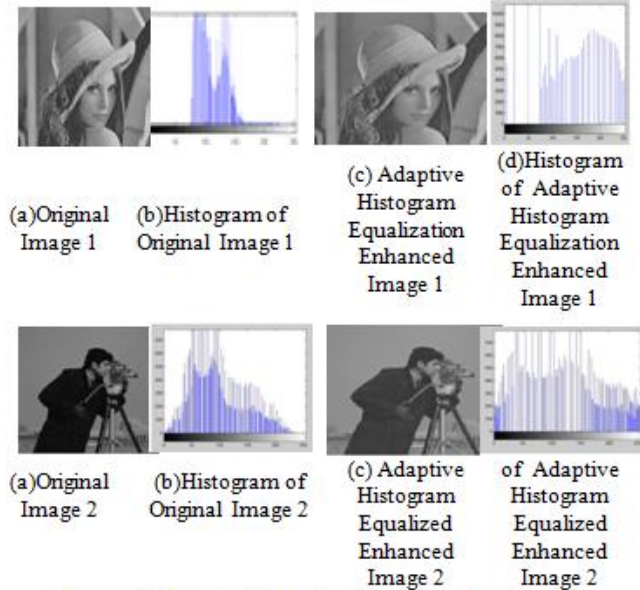 (a)Original
Image 1
(b)Histogram of
Original Image 1
(c) Adaptive
Histogram
Equalization
Enhanced
Image 1
(d)Histogram
of Adaptive
Histogram
Equalization
Enhanced
Image 1
(a)Original
Image 2
(b)Histogram of
Original Image 2
(c) Adaptive
Histogram
Equalized
Enhanced
Image 2
of Adaptive
Histogram
Equalized
Enhanced
Image 2